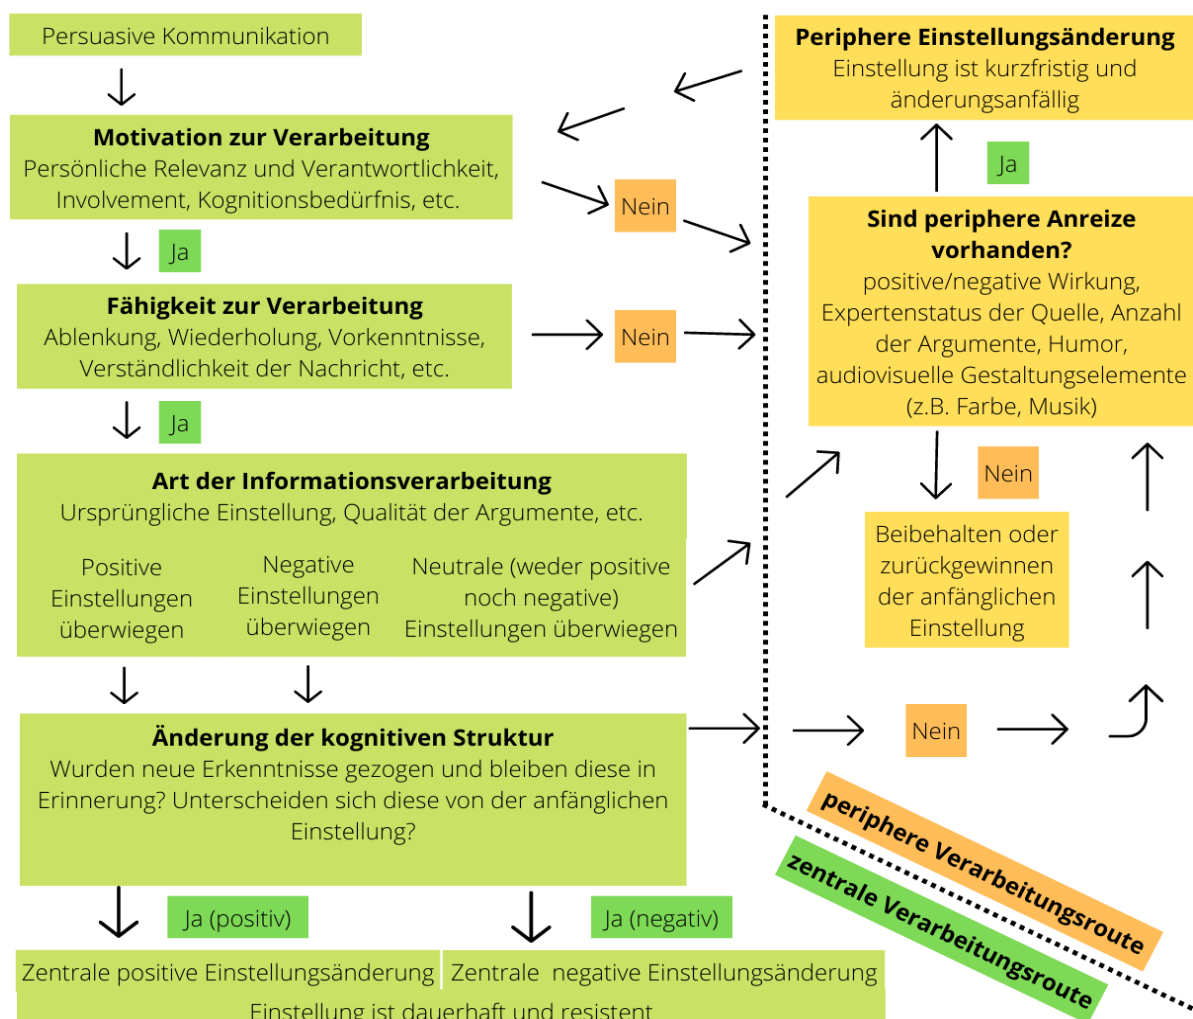 Persuasive Kommunikation
Motivation zur Verarbeitung
Persönliche Relevanz und Verantwortlichkeit,
Involvement, Kognitionsbedürfnis, etc.
Nein
Ja
Fähigkeit zur Verarbeitung
Ablenkung, Wiederholung, Vorkenntnisse,
Verständlichkeit der Nachricht, etc.
Nein
Ja
Art der Informationsverarbeitung
Ursprüngliche Einstellung, Qualität der Argumente, etc.
Positive
Einstellungen
überwiegen
Negative
Einstellungen
überwiegen
Neutrale (weder positive
noch negative)
Einstellungen überwiegen
Änderung der kognitiven Struktur
Wurden neue Erkenntnisse gezogen und bleiben diese in
Erinnerung? Unterscheiden sich diese von der anfänglichen
Einstellung?
Ja (positiv)
Ja (negativ)
Zentrale positive Einstellungsänderung
Zentrale negative Einstellungsänderung
Einstellung ist dauerhaft und resistent
Periphere Einstellungsänderung
Einstellung ist kurzfristig und
änderungsanfällig
Ja
Sind periphere Anreize
vorhanden?
positive/negative Wirkung,
Expertenstatus der Quelle, Anzahl
der Argumente, Humor,
audiovisuelle Gestaltungselemente
(z.B. Farbe, Musik)
Nein
Beibehalten oder
zurückgewinnen
der anfänglichen
Einstellung
Nein
periphere Verarbeitungsroute
zentrale Verarbeitungsroute